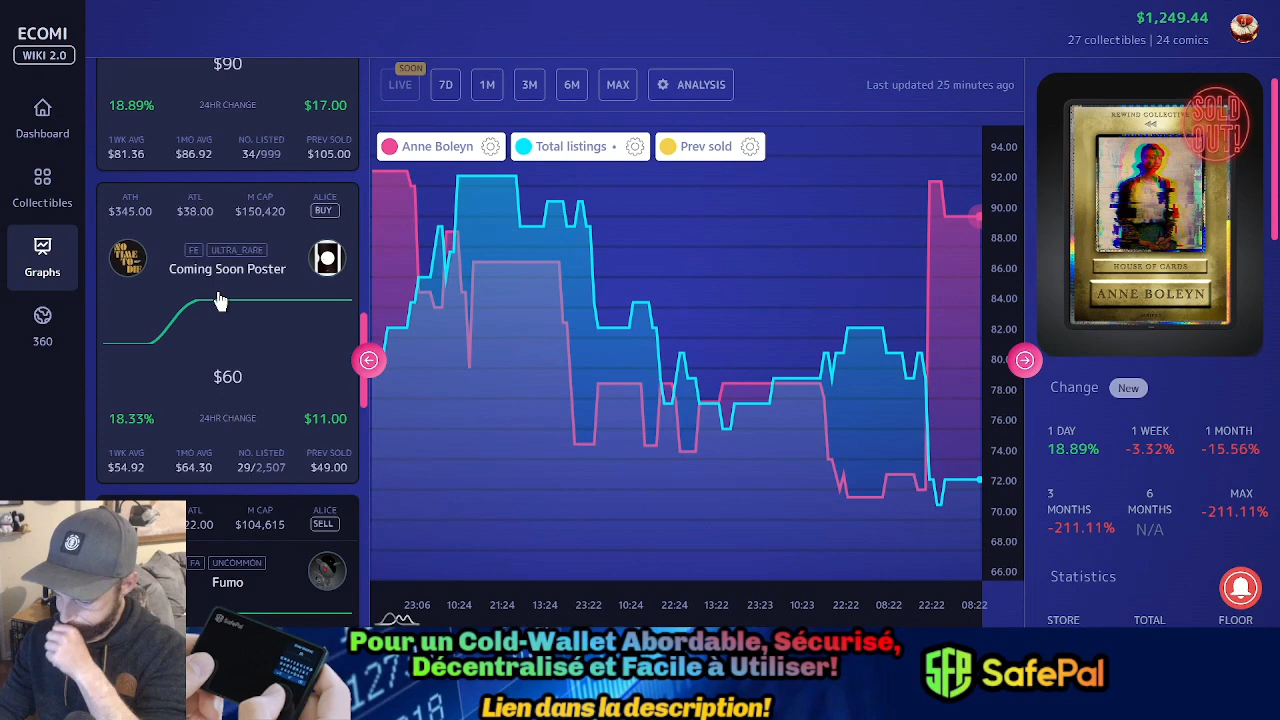 ECOMI
WIKI 2.0
Dashboard
Collectibles
Graphs
360
$1,249.44
27 collectibles | 24 comics
$90
18.89%
24HR CHANGE
$17.00
1WK AVG
1MO AVG
NO. LISTED
PREV SOLD
$81.36
$86.92
34/999
$105.00
ATH
ATL
M CAP
ALICE
$345.00
$38.00
$150,420
BUY
NO TIME TO DIE
FE
ULTRA_RARE
Coming Soon Poster
$60
18.33%
24HR CHANGE
$11.00
1WK AVG
1MO AVG
NO. LISTED
PREV SOLD
$54.92
$64.30
29/2,507
$49.00
ATL
M CAP
ALICE
22.00
$104,615
SELL
FA
UNCOMMON
Fumo
SOON
LIVE
7D
1M
3M
6M
MAX
ANALYSIS
Last updated 25 minutes ago
Anne Boleyn
Total listings •
Prev sold
94.00
92.00
90.00
88.00
86.00
84.00
82.00
80.
78.00
76.00
74.00
72.00
70.00
68.00
66.00
23:06
10:24
21:24
13:24
23:22
10:24
22:24
13:22
23:23
10:23
22:22
08:22
22:22
08:22
REWIND COLLECTIVE
SOLD
OUT!
HOUSE OF CARDS
ANNE BOLEYN
Change
New
1 DAY
1 WEEK
1 MONTH
18.89%
-3.32%
-15.56%
3
MONTHS
6
MONTHS
MAX
-211.11%
N/A
-211.11%
Statistics
STORE
TOTAL
FLOOR
SafePal
Pour un Cold-Wallet Abordable, Sécurisé,
Décentralisé et Facile à Utiliser!
Lien dans la description!
SFP
SafePal